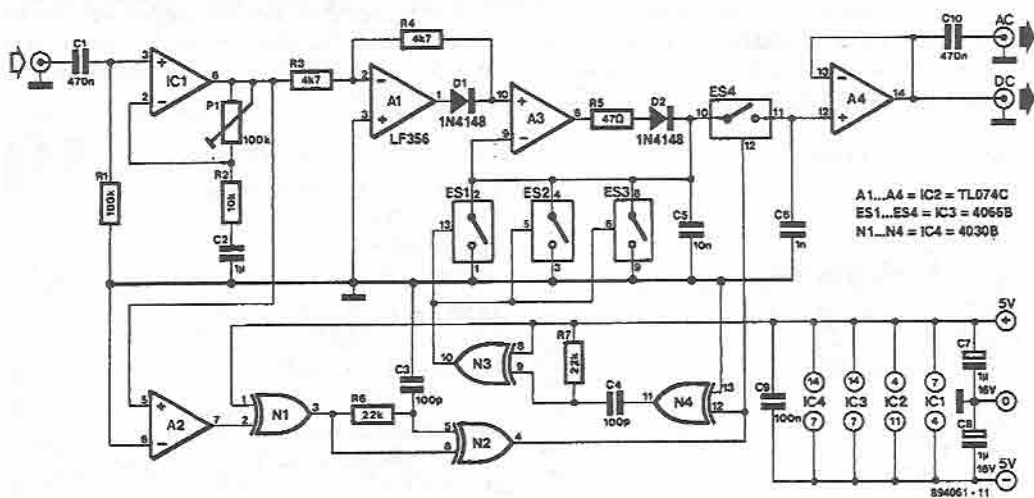 C1
470n
3
+
2
-
IC1
6
P1
100k
R1
100k
R2
10k
C2
1µ
R3
4k7
R4
4k7
2
-
3
+
A1
1
LF356
D1
1N4148
10
+
9
-
A3
8
R5
47Ω
D2
1N4148
10
ES4
11
12
13
-
12
+
A4
14
C10
470n
AC
DC
ES1
2
13
1
ES2
4
5
3
ES3
8
6
9
C5
10n
C6
1n
A1...A4 = IC2 = TL074C
ES1...ES4 = IC3 = 4066B
N1...N4 = IC4 = 4030B
5
+
6
-
A2
7
1
2
N1
3
R6
22k
C3
100p
5
6
N2
4
10
N3
8
9
R7
22k
C4
100p
11
N4
13
12
C9
100n
14
IC4
7
14
IC3
7
4
IC2
11
7
IC1
4
C7
1µ
16V
C8
1µ
16V
5V
+
0
5V
-
894061-11